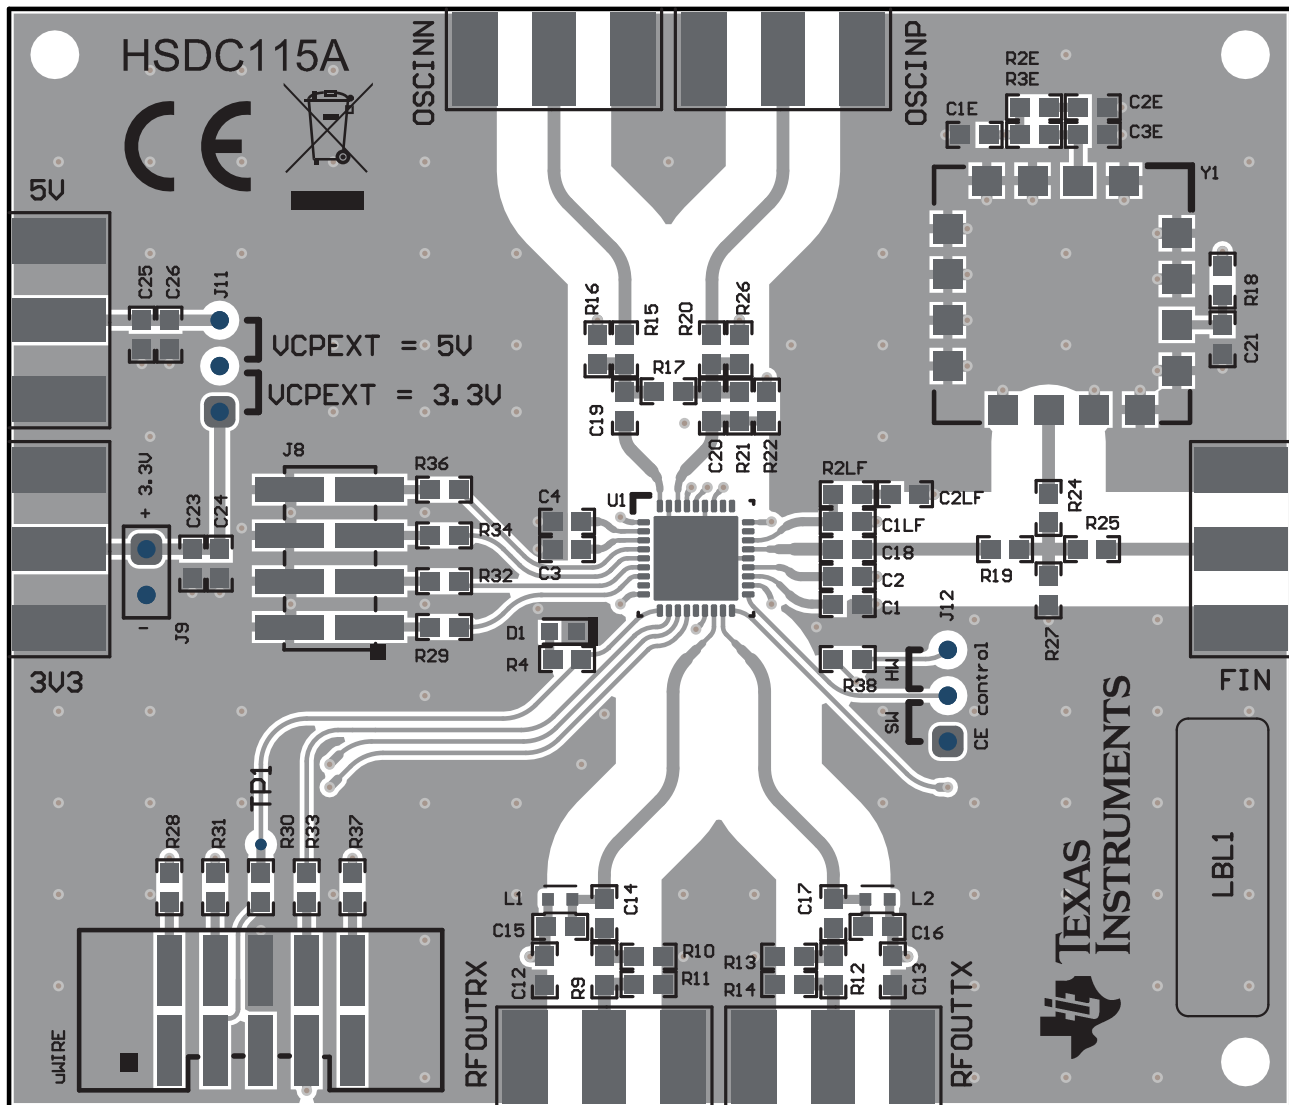 HSDC115A
OSCINN
OSCINP
R2E
R3E
C1E
C2E
C3E
Y1
5V
C25
C26
J11
VCPEXT = 5V
VCPEXT = 3.3V
R16
R15
R20
R26
R18
C21
R17
C19
C20
R21
R22
J8
R36
R34
R32
R29
+ 3.3V
-
C23
C24
J9
3V3
C4
C3
U1
D1
R4
R2LF
C2LF
C1LF
C18
C2
C1
R24
R25
R19
R27
FIN
J12
R38
HW
SW
CE Control
TP1
R28
R31
R30
R33
R37
uWIRE
L1
C14
C15
C12
R9
R10
R11
RFOUTRX
C17
L2
C16
R13
R14
R12
C13
RFOUTTX
TEXAS
INSTRUMENTS
LBL1